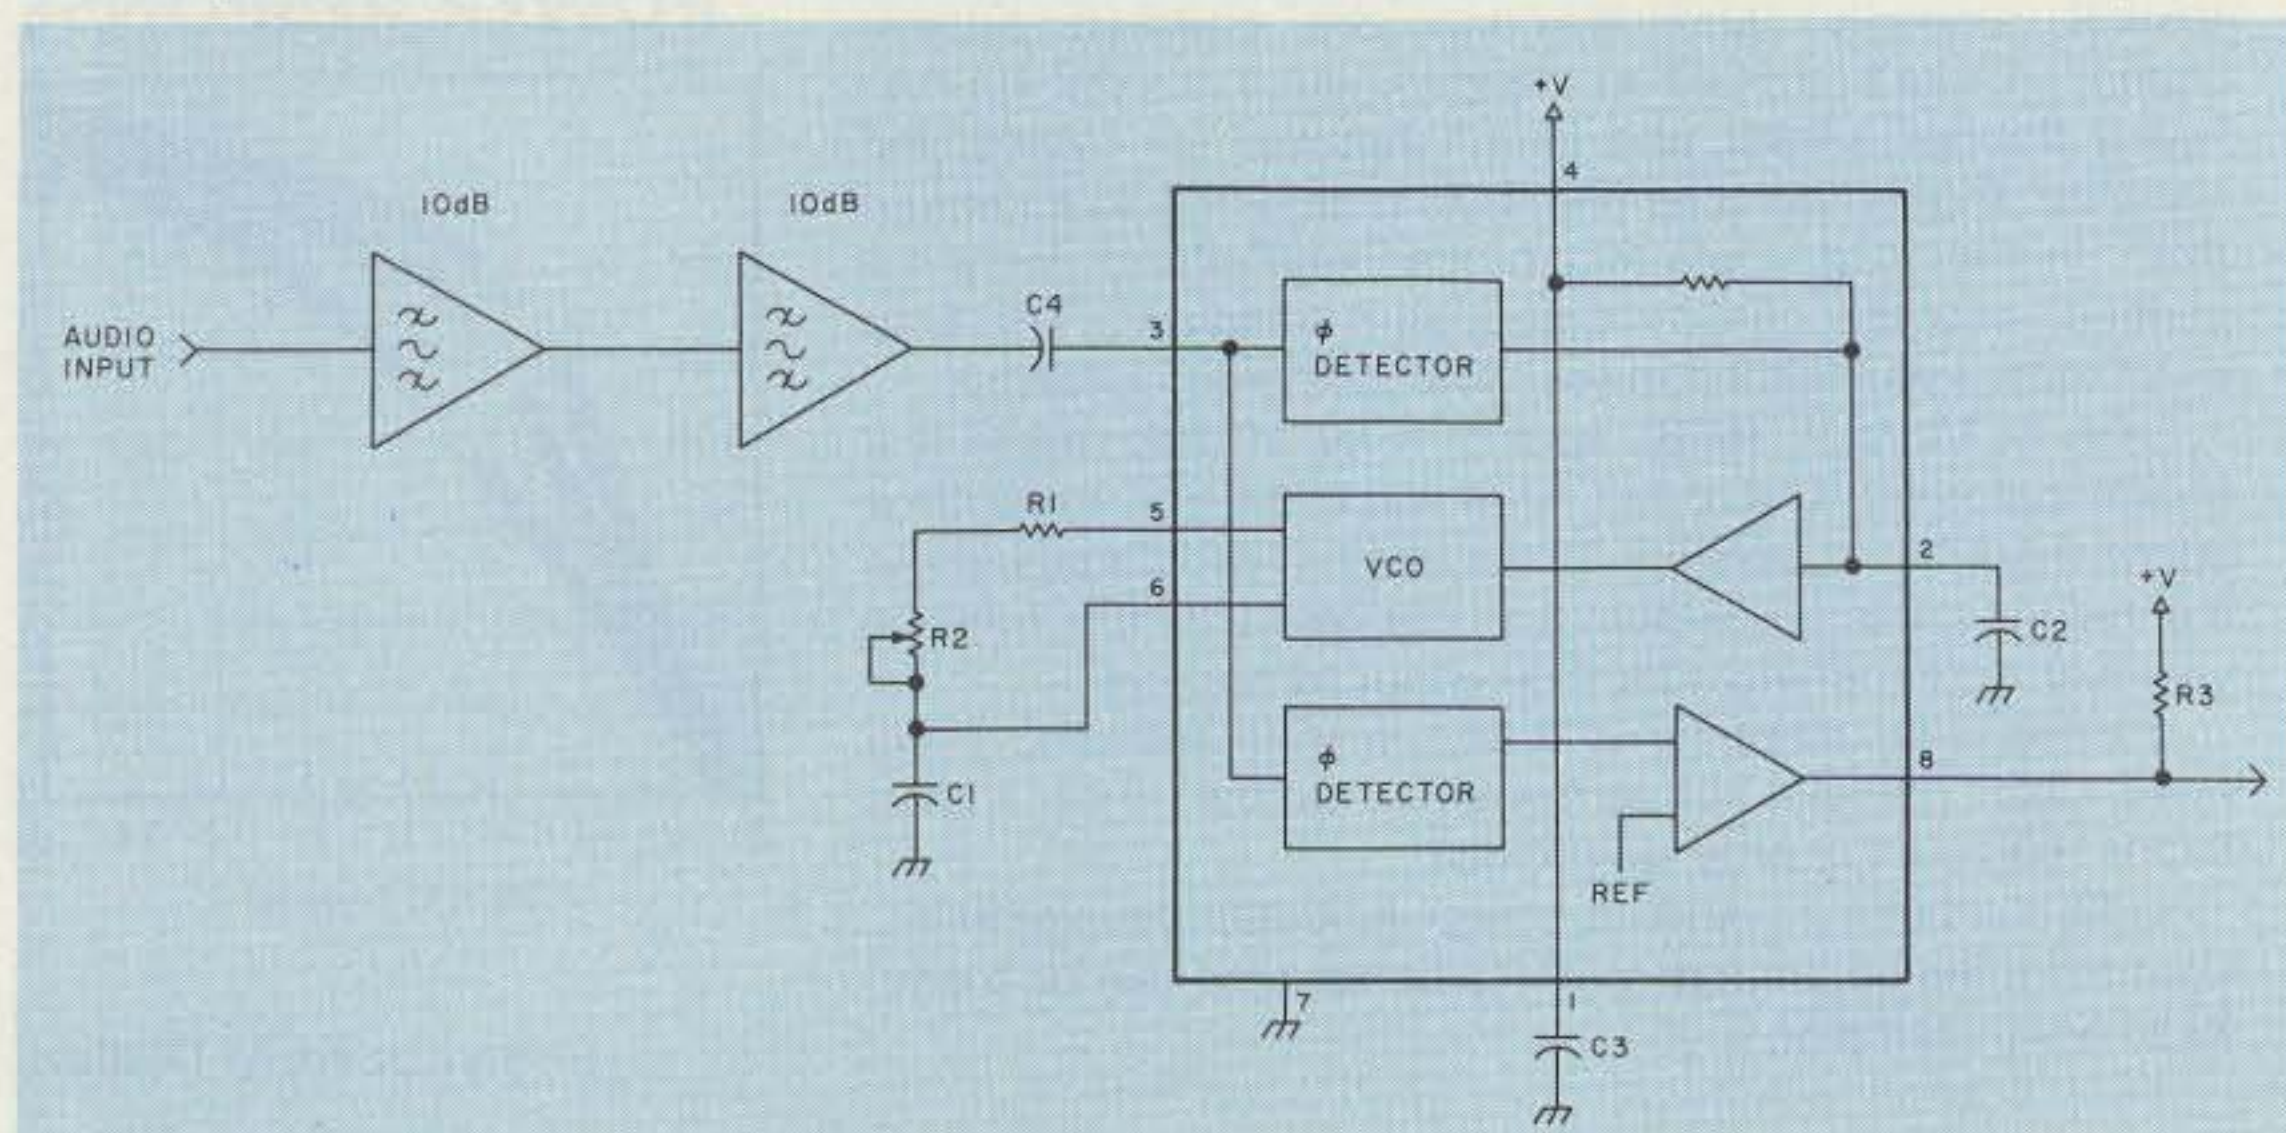 +V
4
10dB
10dB
AUDIO
INPUT
C4
3
φ
DETECTOR
R1
5
6
VCO
2
R2
C2
+V
R3
C1
φ
DETECTOR
8
REF
7
1
C3